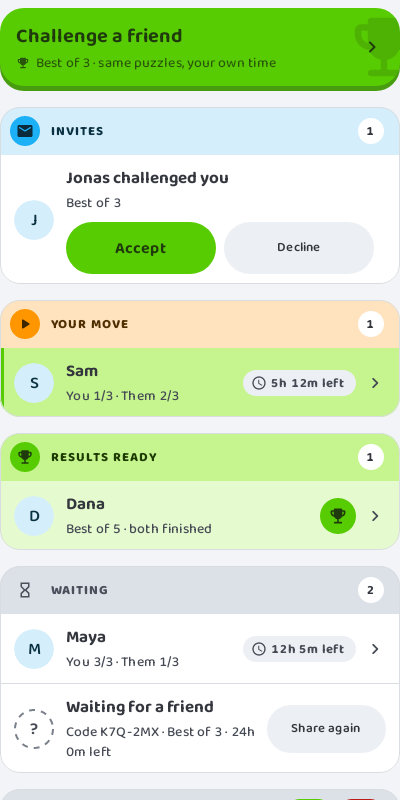 Challenge a friend
Best of 3 · same puzzles, your own time
INVITES
1
J
Jonas challenged you
Best of 3
Accept
Decline
YOUR MOVE
1
S
Sam
You 1/3 · Them 2/3
5h 12m left
RESULTS READY
1
D
Dana
Best of 5 · both finished
WAITING
2
M
Maya
You 3/3 · Them 1/3
12h 5m left
?
Waiting for a friend
Code K7Q-2MX · Best of 3 · 24h
0m left
Share again